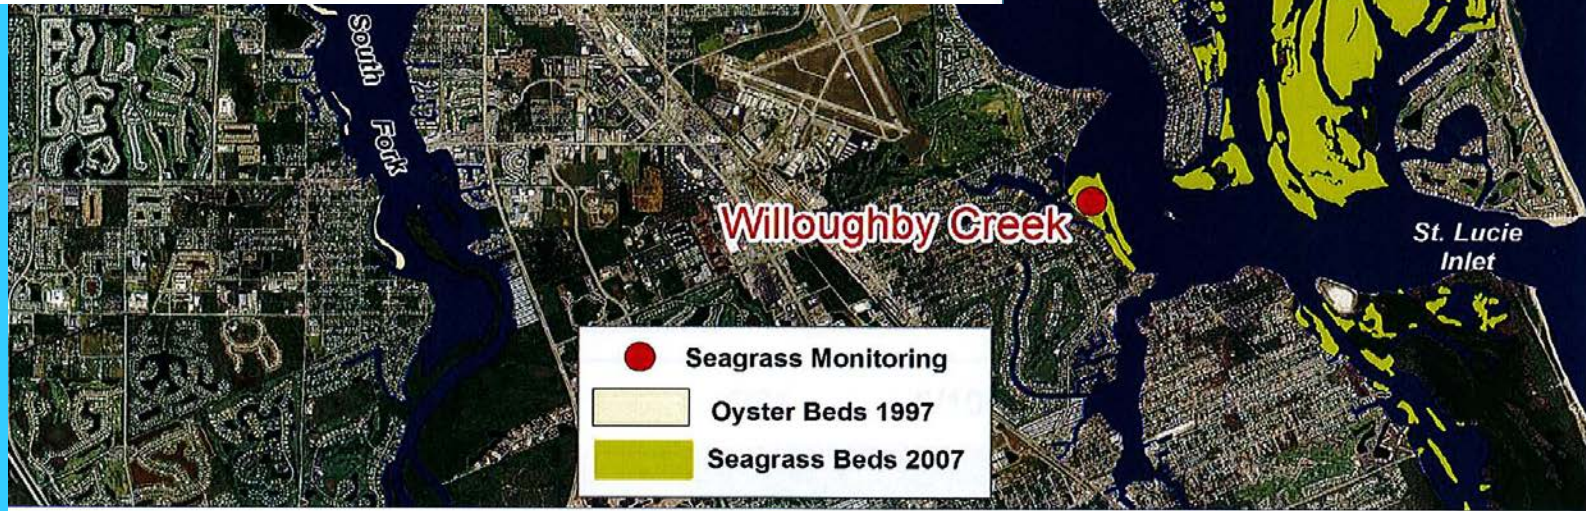 South
Fork
Willoughby Creek
St. Lucie
Inlet
Seagrass Monitoring
Oyster Beds 1997
Seagrass Beds 2007